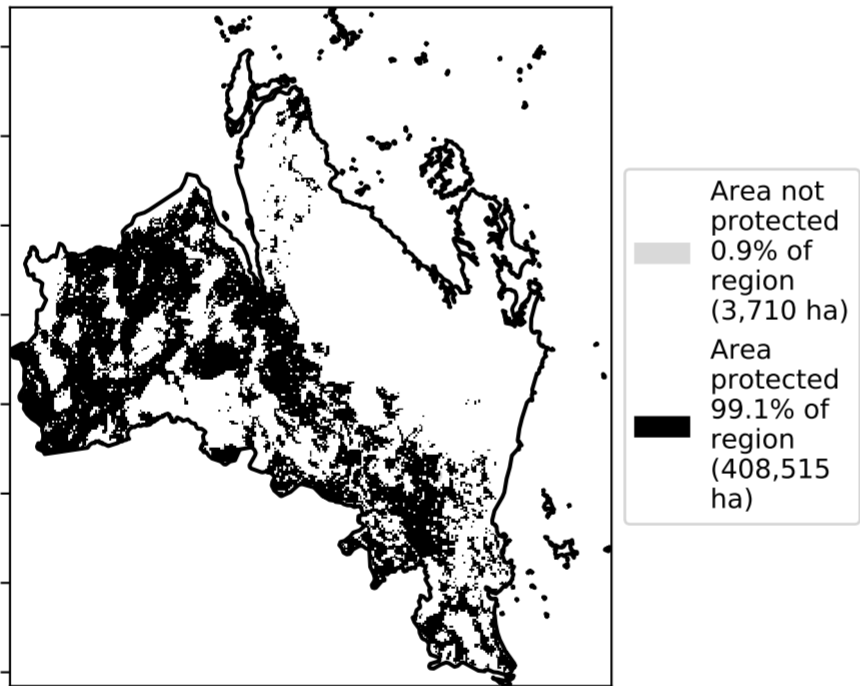 Area not
protected
0.9% of
region
(3,710 ha)
Area
protected
99.1% of
region
(408,515
ha)